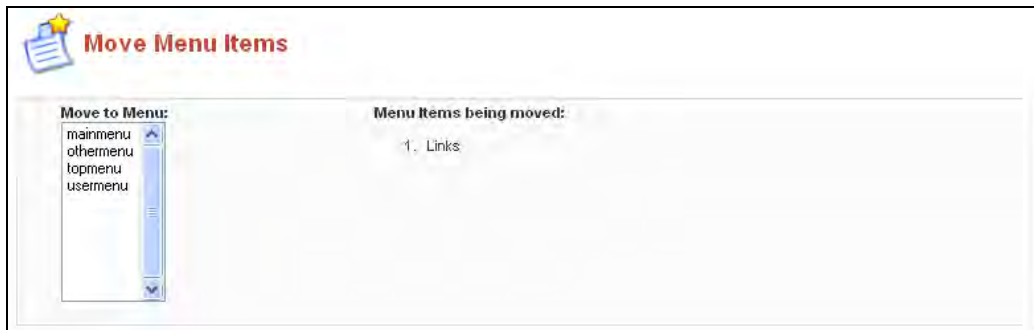 Move Menu Items
Move to Menu:
mainmenu
othermenu
topmenu
usermenu
Menu Items being moved:
1. Links